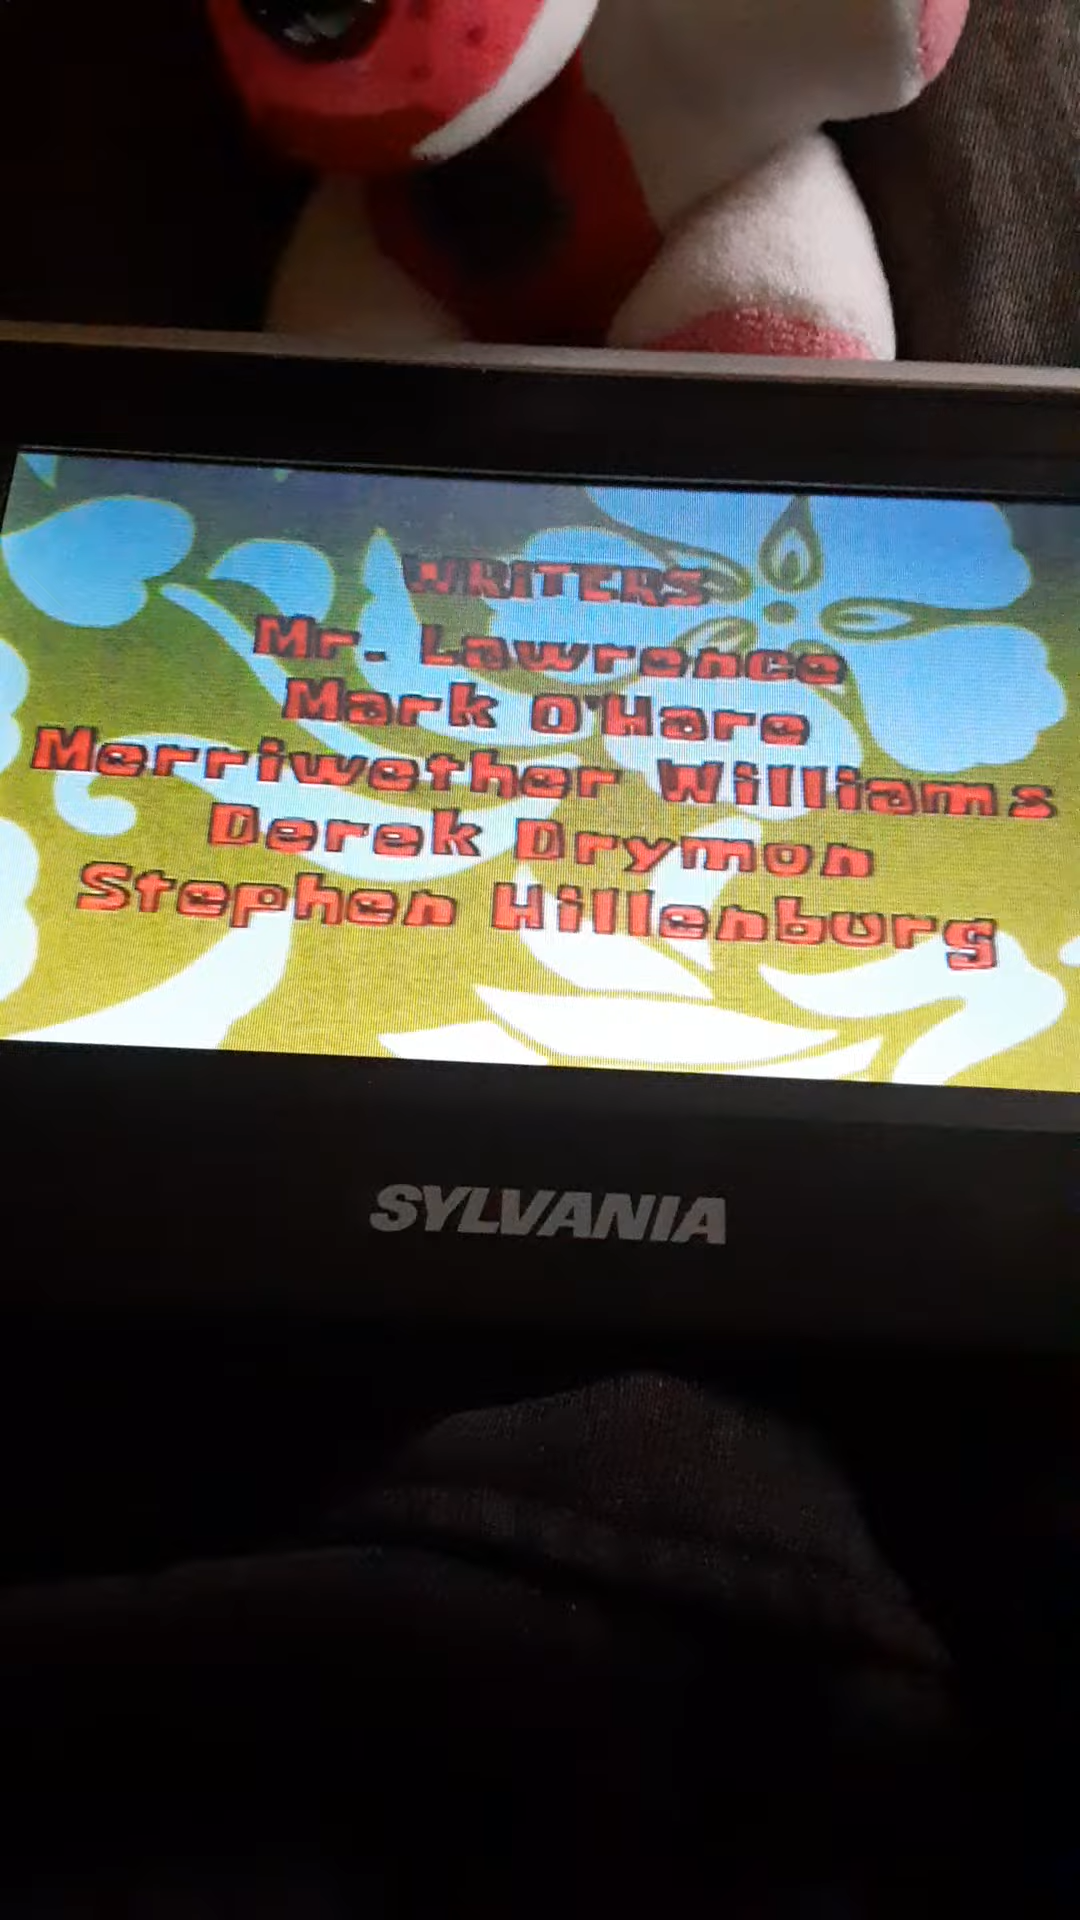 WRITERS
Mr. Lawrence
Mark O'Hare
Merriwether Williams
Derek Drymon
Stephen Hillenburg
SYLVANIA